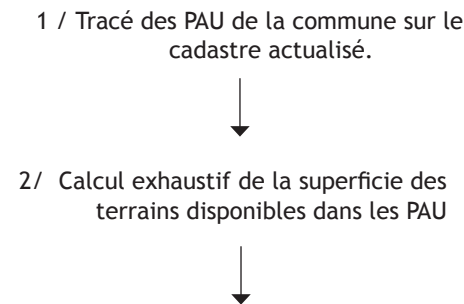 1 / Tracé des PAU de la commune sur le
cadastre actualisé.
2/ Calcul exhaustif de la superficie des
terrains disponibles dans les PAU